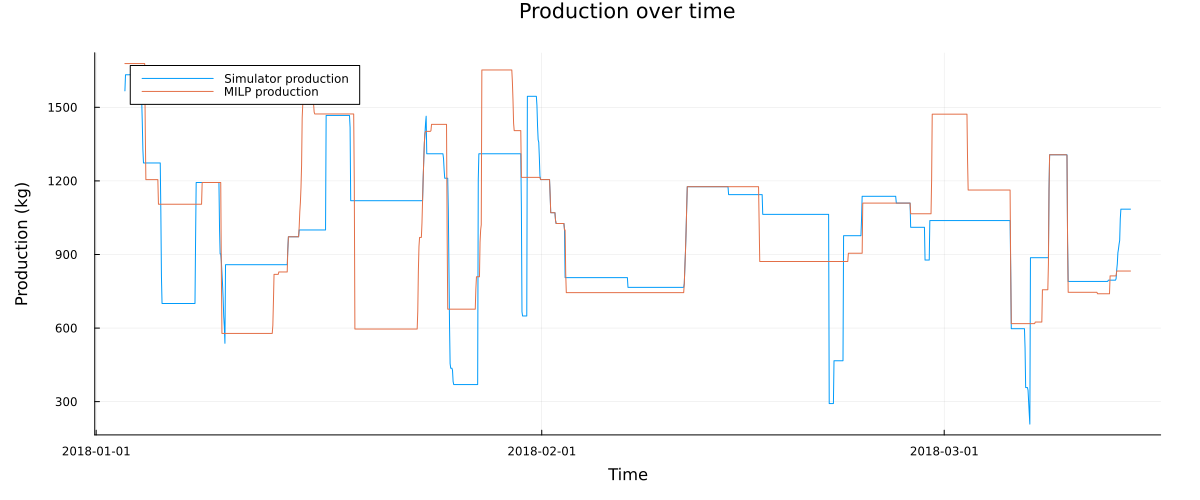 Production over time
Simulator production
MILP production
1500
1200
900
600
300
Production (kg)
2018-01-01
2018-02-01
2018-03-01
Time